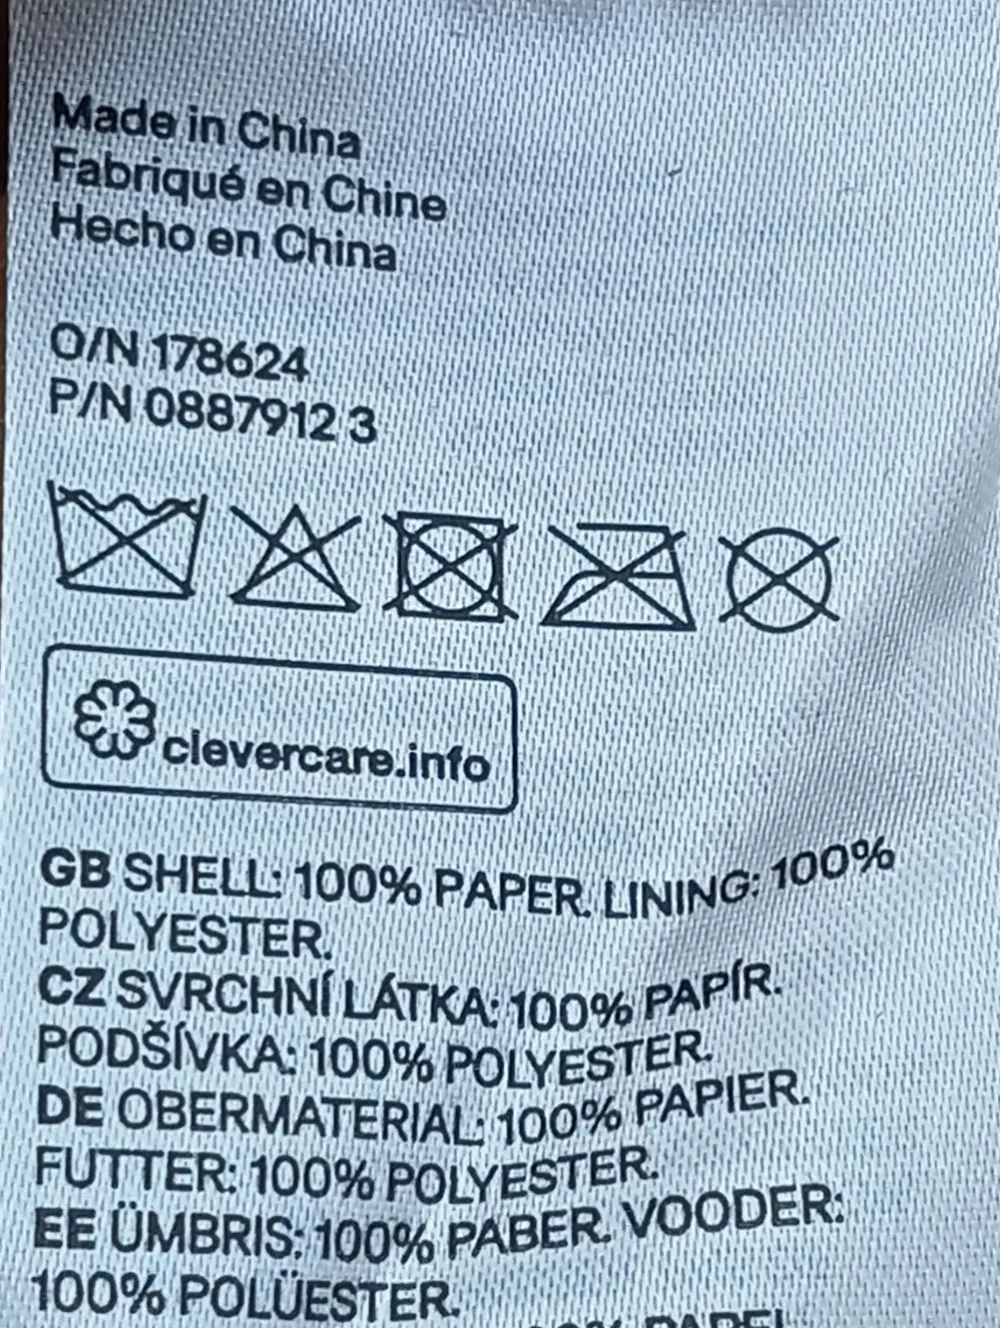 Made in China
Fabriqué en Chine
Hecho en China
O/N 178624
P/N 0887912 3
clevercare.info
GB SHELL: 100% PAPER. LINING: 100%
POLYESTER.
CZ SVRCHNÍ LÁTKA: 100% PAPÍR.
PODŠÍVKA: 100% POLYESTER.
DE OBERMATERIAL: 100% PAPIER.
FUTTER: 100% POLYESTER.
EE ÜMBRIS: 100% PABER. VOODER:
100% POLÜESTER.